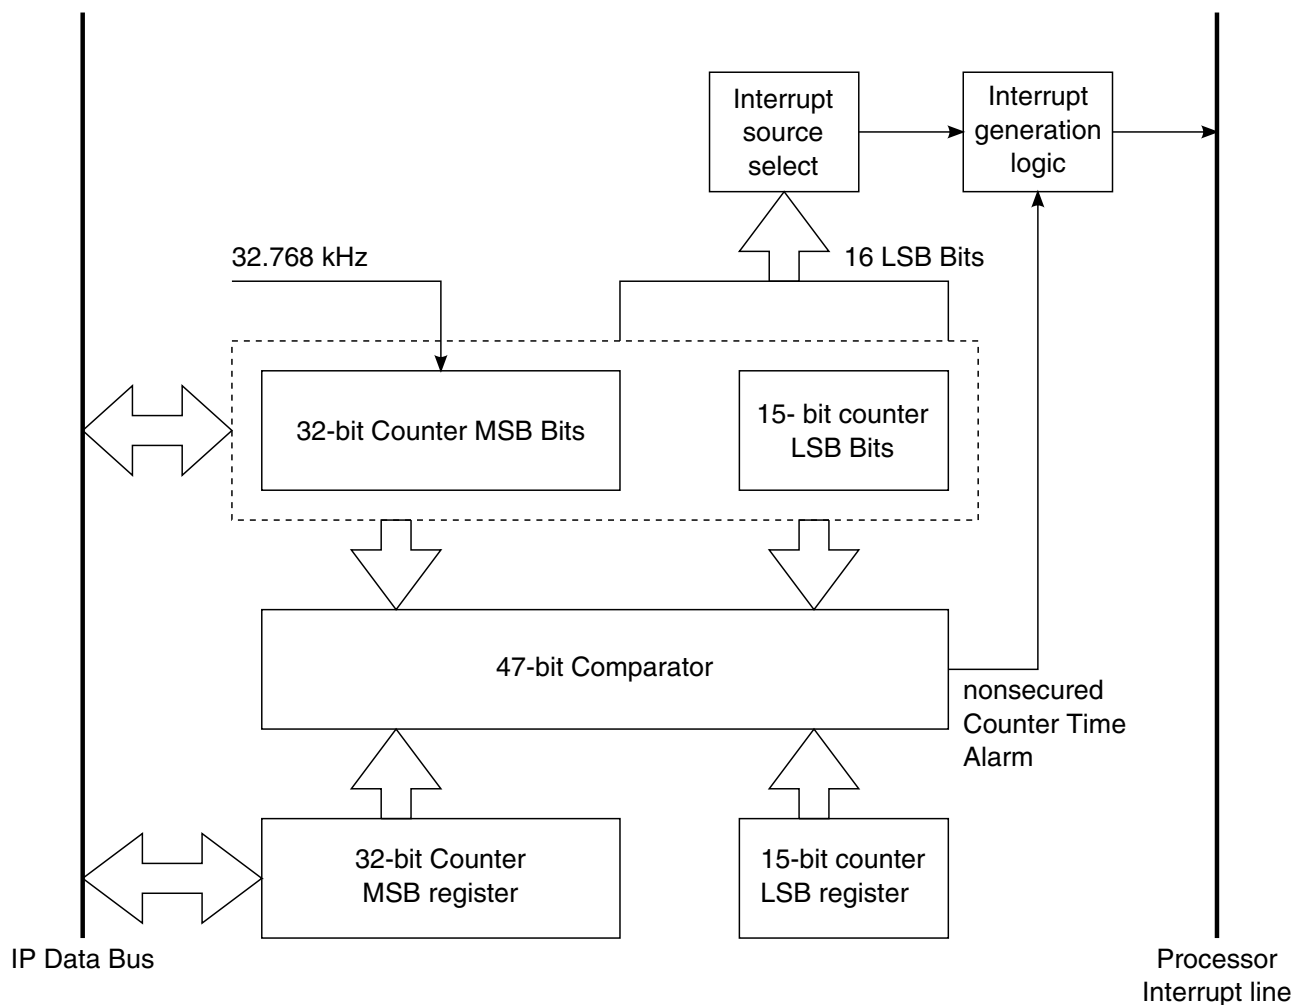 Interrupt
source
select
Interrupt
generation
logic
32.768 kHz
16 LSB Bits
32-bit Counter MSB Bits
15- bit counter
LSB Bits
47-bit Comparator
nonsecured
Counter Time
Alarm
32-bit Counter
MSB register
15-bit counter
LSB register
IP Data Bus
Processor
Interrupt line